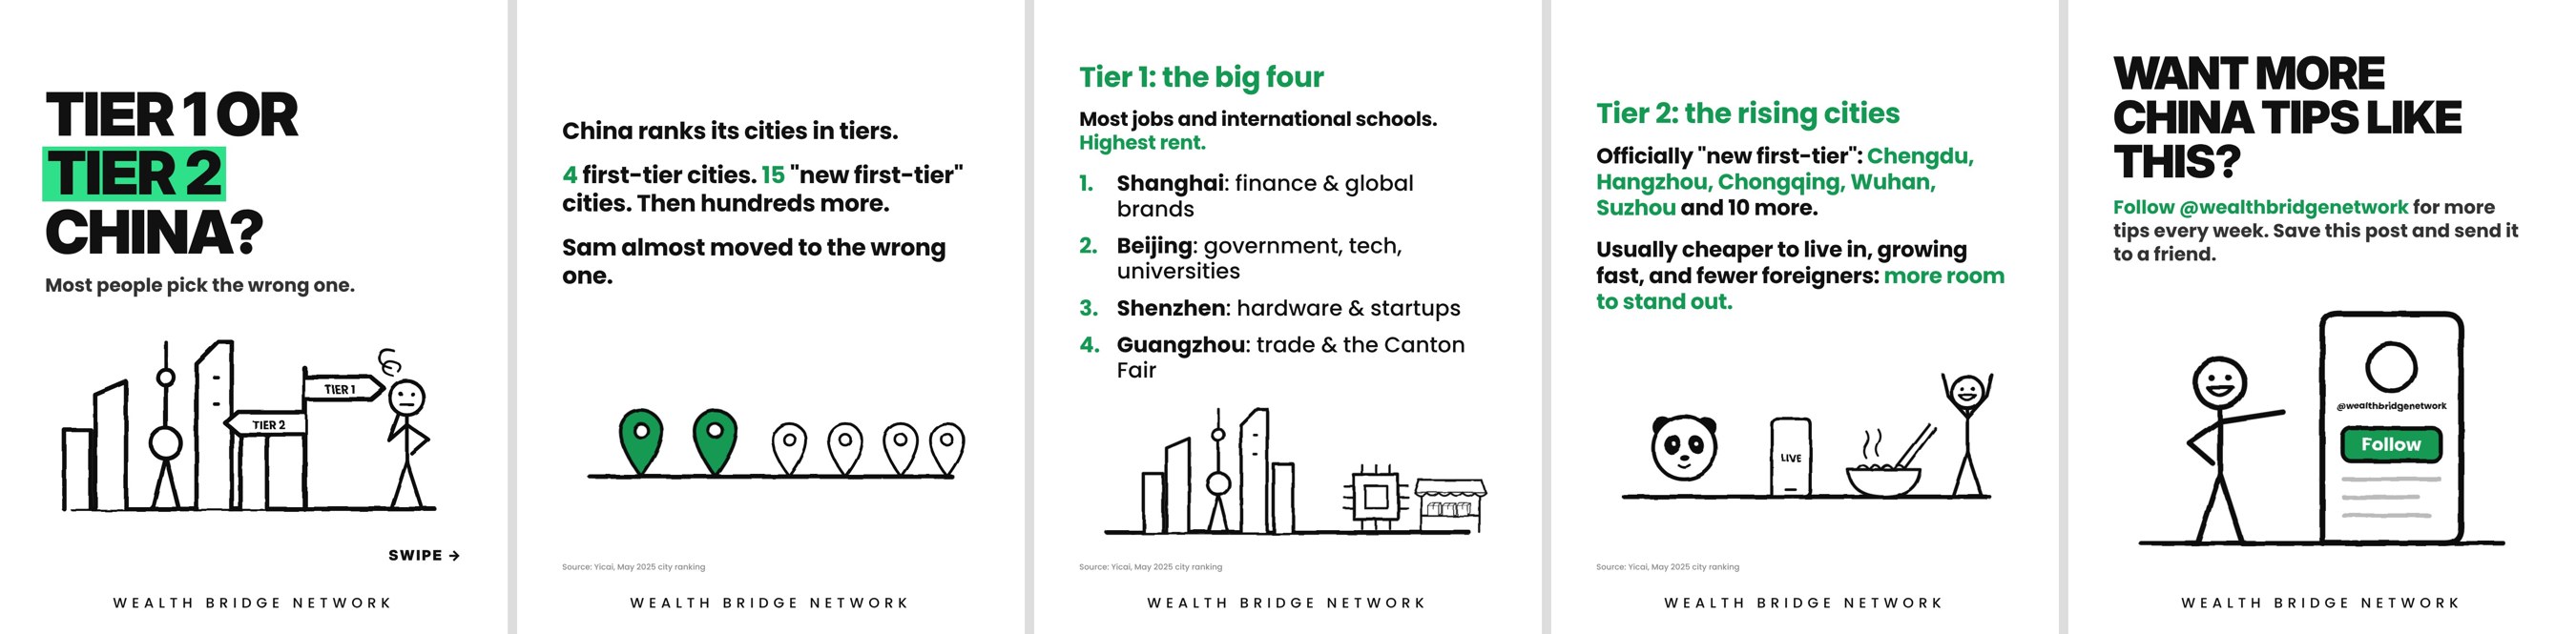 TIER 1 OR
TIER 2
CHINA?
Most people pick the wrong one.
TIER 1
TIER 2
SWIPE →
WEALTH BRIDGE NETWORK
China ranks its cities in tiers.
4 first-tier cities. 15 "new first-tier"
cities. Then hundreds more.
Sam almost moved to the wrong
one.
Source: Yicai, May 2025 city ranking
WEALTH BRIDGE NETWORK
Tier 1: the big four
Most jobs and international schools.
Highest rent.
1. Shanghai: finance & global
brands
2. Beijing: government, tech,
universities
3. Shenzhen: hardware & startups
4. Guangzhou: trade & the Canton
Fair
Source: Yicai, May 2025 city ranking
WEALTH BRIDGE NETWORK
Tier 2: the rising cities
Officially "new first-tier": Chengdu,
Hangzhou, Chongqing, Wuhan,
Suzhou and 10 more.
Usually cheaper to live in, growing
fast, and fewer foreigners: more room
to stand out.
LIVE
Source: Yicai, May 2025 city ranking
WEALTH BRIDGE NETWORK
WANT MORE
CHINA TIPS LIKE
THIS?
Follow @wealthbridgenetwork for more
tips every week. Save this post and send it
to a friend.
@wealthbridgenetwork
Follow
WEALTH BRIDGE NETWORK